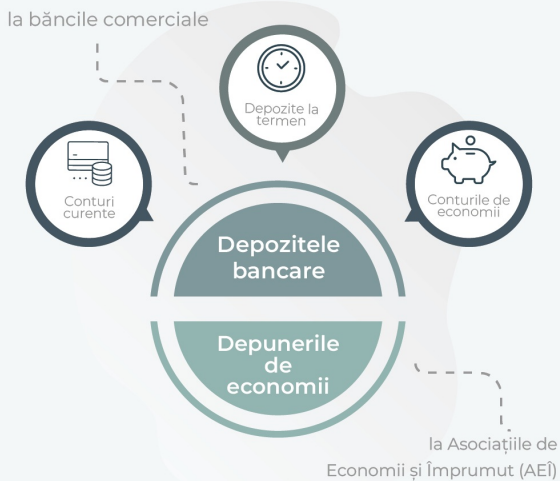 la băncile comerciale
Depozite la
termen
Conturi
curente
Conturile de
economii
Depozitele
bancare
Depunerile
de
economii
la Asociațiile de
Economii și Împrumut (AEÎ)